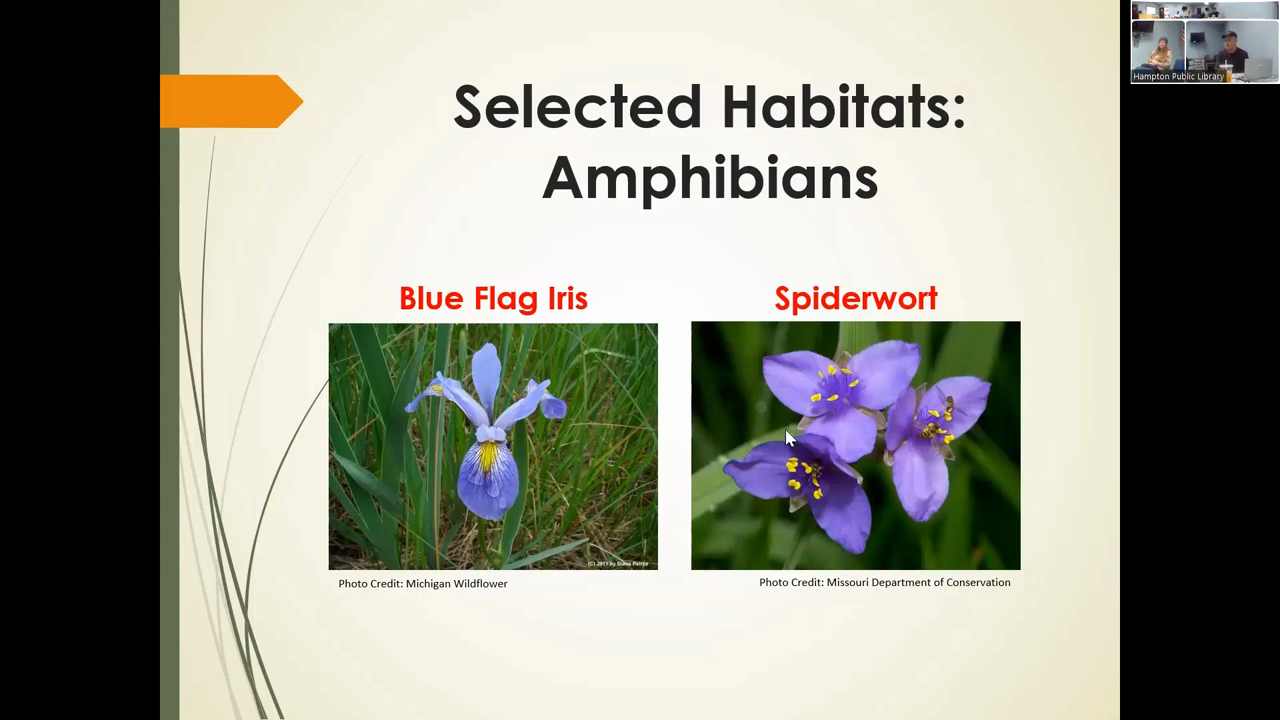 Selected Habitats:
Amphibians
Blue Flag Iris
Spiderwort
Photo Credit: Michigan Wildflower
Photo Credit: Missouri Department of Conservation
Hampton Public Library